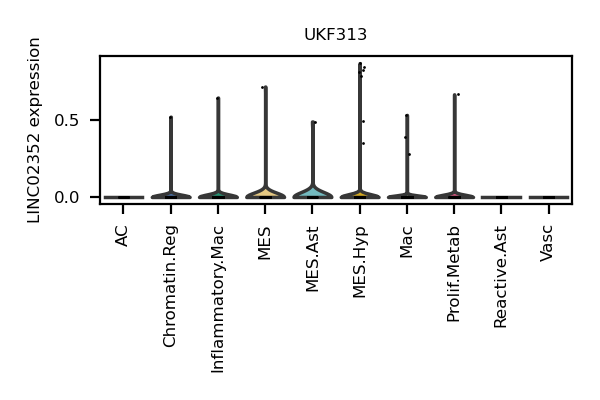 UKF313
LINC02352 expression
0.5
0.0
AC
Chromatin.Reg
Inflammatory.Mac
MES
MES.Ast
MES.Hyp
Mac
Prolif.Metab
Reactive.Ast
Vasc